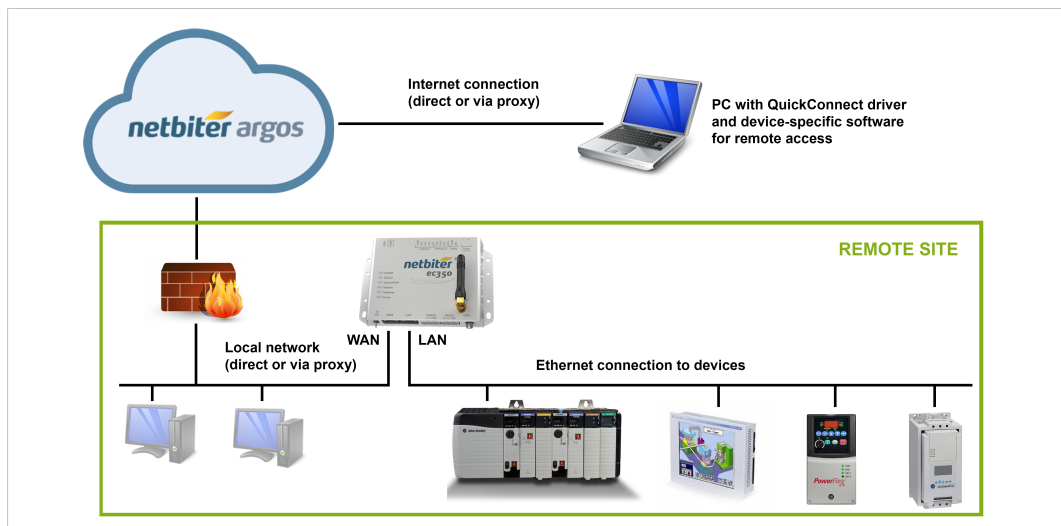 netbiter argos
Internet connection
(direct or via proxy)
PC with QuickConnect driver
and device-specific software
for remote access
REMOTE SITE
netbiter
ec350
WAN
LAN
Local network
(direct or via proxy)
Ethernet connection to devices
PowerFlex